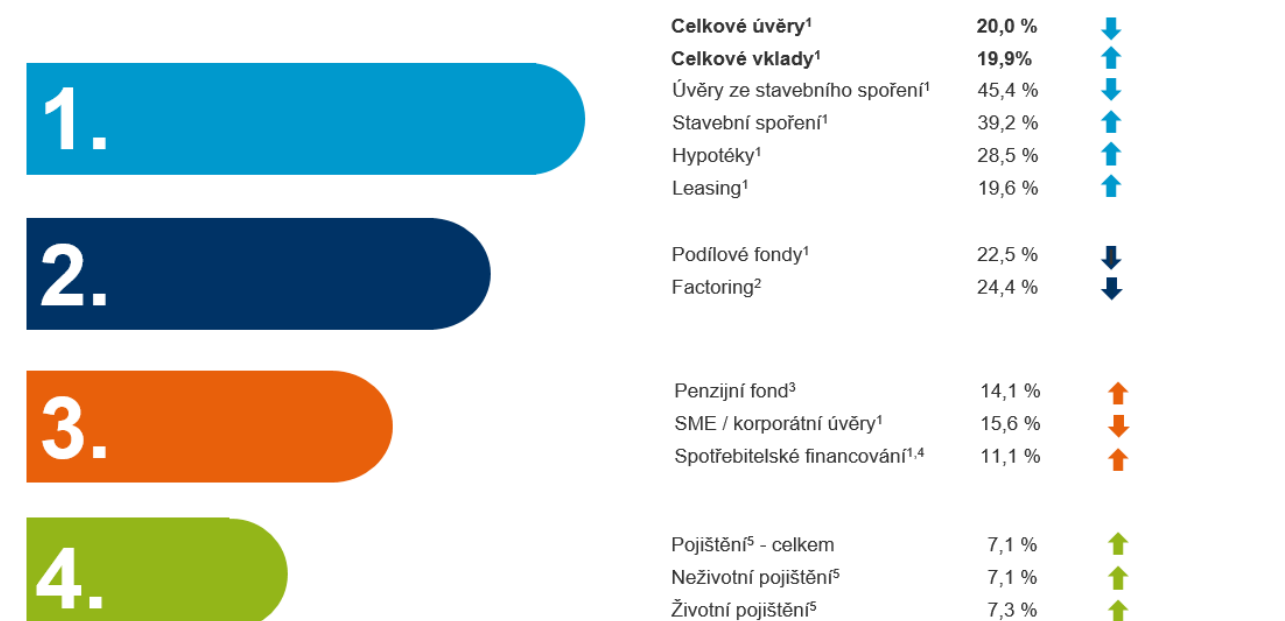 1.
Celkové úvěry¹ 20,0 %
Celkové vklady¹ 19,9%
Úvěry ze stavebního spoření¹ 45,4 %
Stavební spoření¹ 39,2 %
Hypotéky¹ 28,5 %
Leasing¹ 19,6 %
2.
Podílové fondy¹ 22,5 %
Factoring² 24,4 %
3.
Penzijní fond³ 14,1 %
SME / korporátní úvěry¹ 15,6 %
Spotřebitelské financování¹,⁴ 11,1 %
4.
Pojištění⁵ - celkem 7,1 %
Neživotní pojištění⁵ 7,1 %
Životní pojištění⁵ 7,3 %